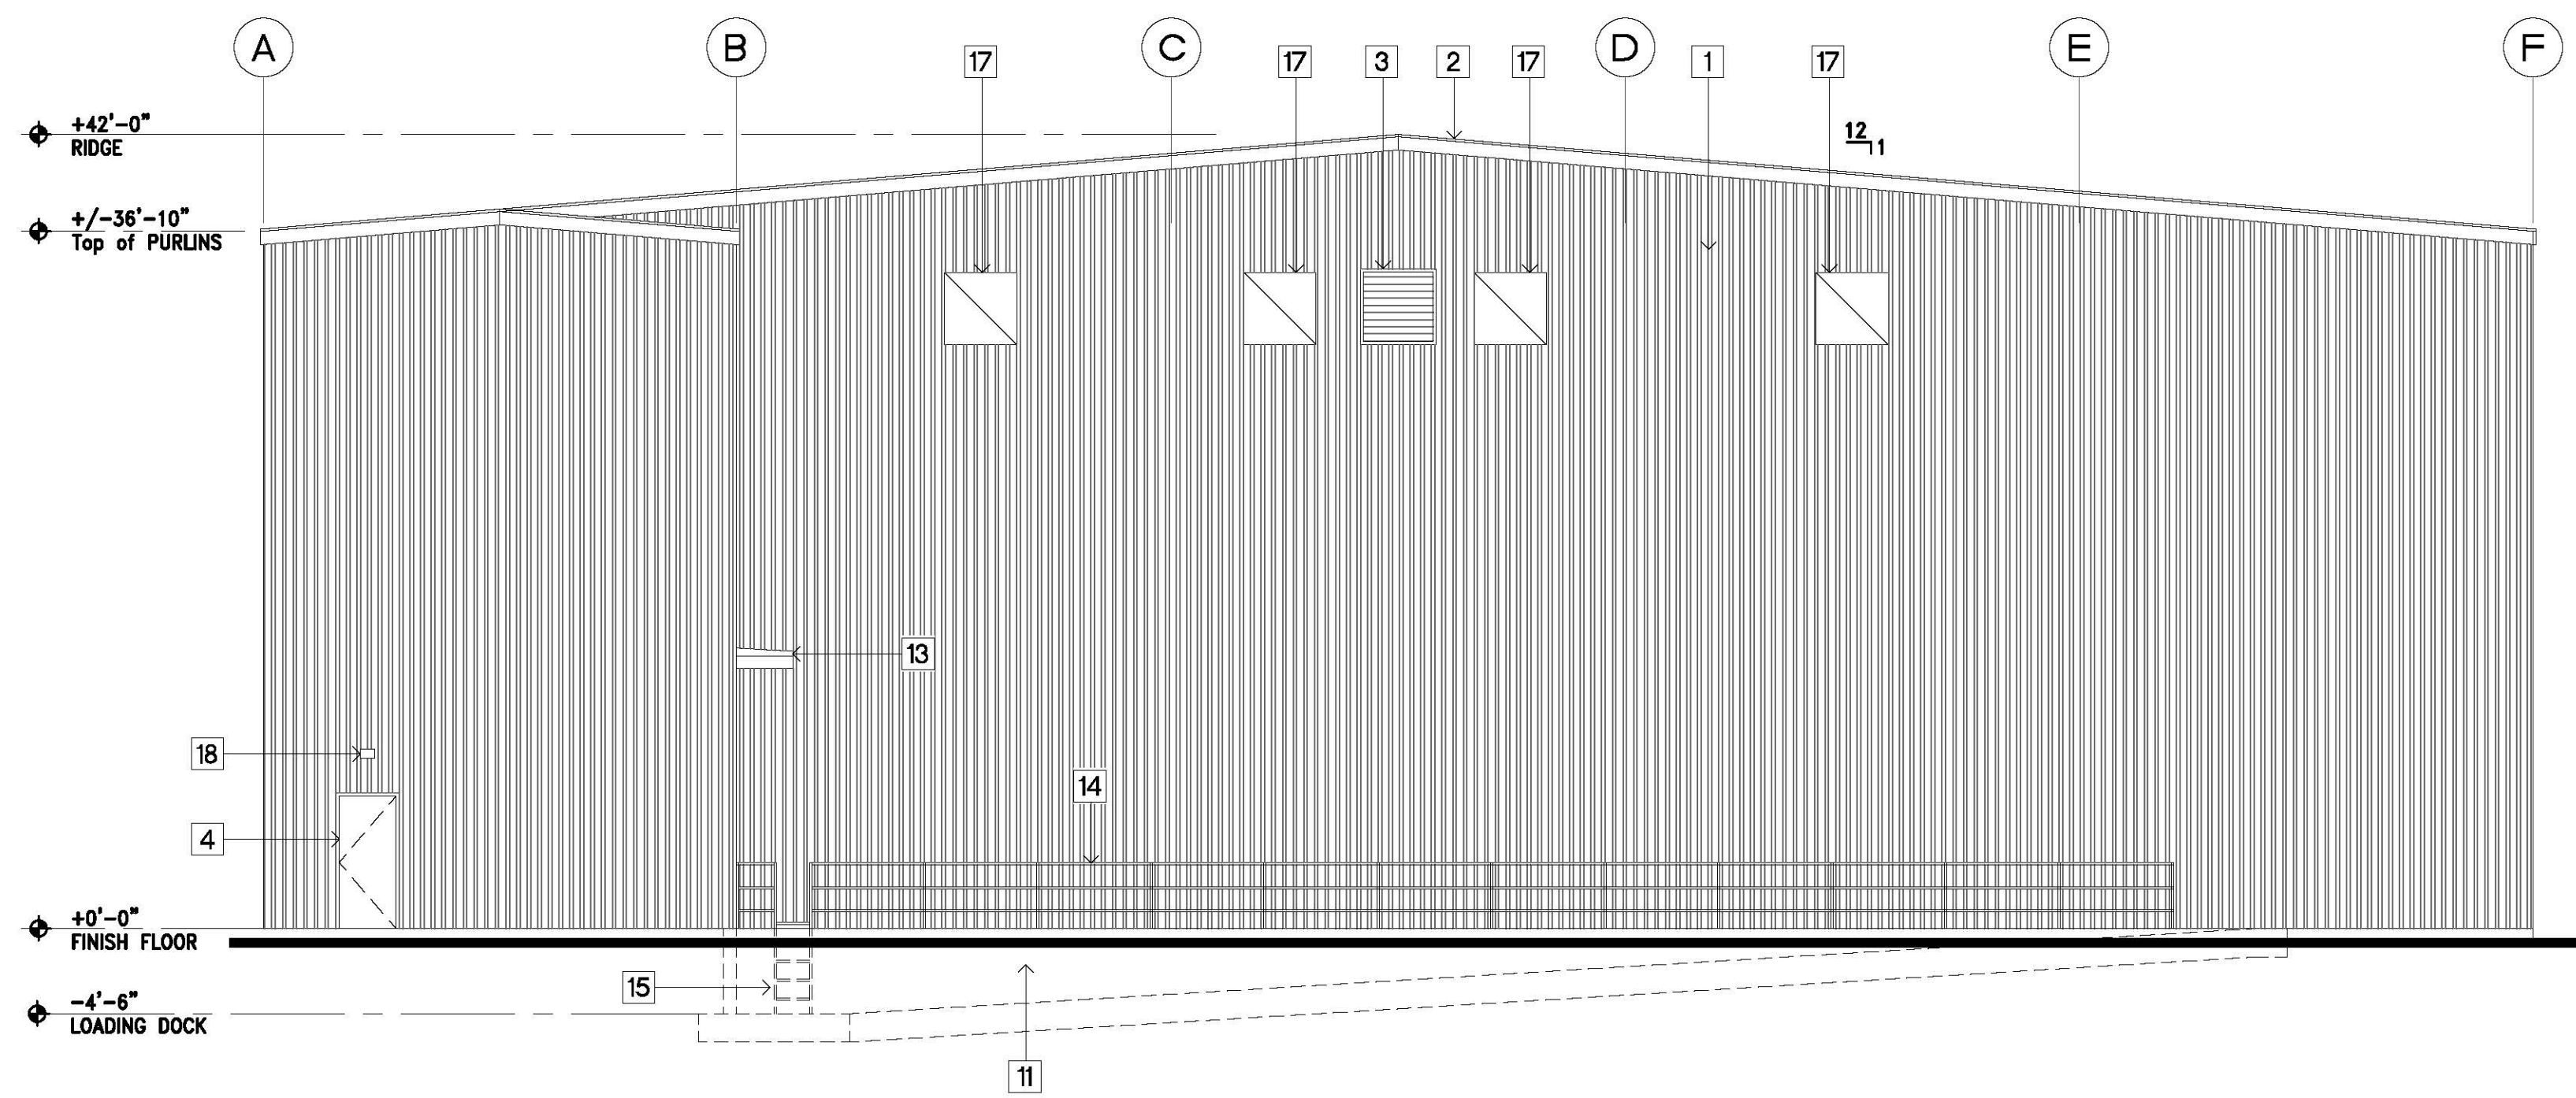 A
B
C
D
E
F
17
17
3
2
17
1
17
+42'-0"
RIDGE
12
1
+/-36'-10"
Top of PURLINS
13
18
14
4
+0'-0"
FINISH FLOOR
15
-4'-6"
LOADING DOCK
11